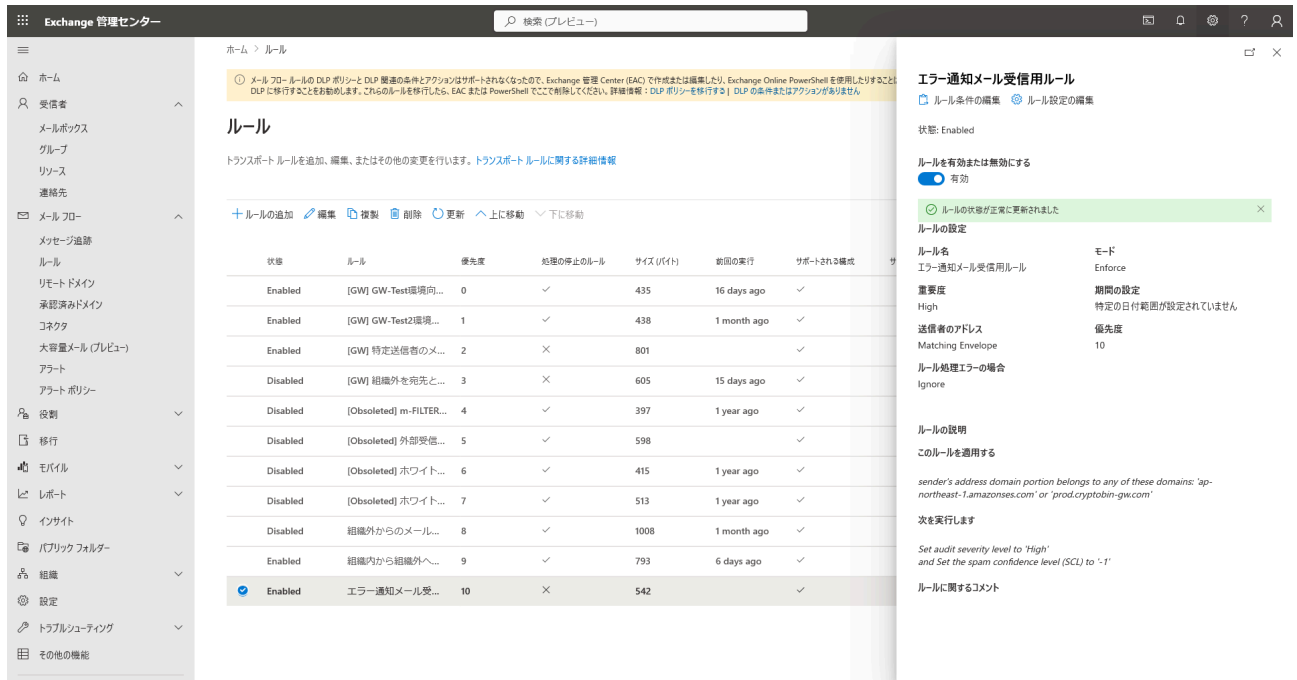 Exchange 管理センター
検索 (プレビュー)
ホーム
受信者
メールボックス
グループ
リソース
連絡先
メール フロー
メッセージ追跡
ルール
リモート ドメイン
承認済みドメイン
コネクタ
大容量メール (プレビュー)
アラート
アラート ポリシー
役割
移行
モバイル
レポート
インサイト
パブリック フォルダー
組織
設定
トラブルシューティング
その他の機能
ホーム > ルール
メール フロー ルールの DLP ポリシーと DLP 関連の条件とアクションはサポートされなくなったので、Exchange 管理 Center (EAC) で作成または編集したり、Exchange Online PowerShell を使用したりすることに
DLP に移行することをお勧めします。これらのルールを移行したら、EAC または PowerShell でここで削除してください。詳細情報：DLP ポリシーを移行する | DLP の条件またはアクションがありません
ルール
トランスポート ルールを追加、編集、またはその他の変更を行います。トランスポート ルールに関する詳細情報
ルールの追加 編集 複製 削除 更新 上に移動 下に移動
状態 ルール 優先度 処理の停止のルール サイズ (バイト) 前回の実行 サポートされる構成 サ
Enabled [GW] GW-Test環境向... 0 435 16 days ago
Enabled [GW] GW-Test2環境... 1 438 1 month ago
Enabled [GW] 特定送信者のメ... 2 801
Disabled [GW] 組織外を宛先と... 3 605 15 days ago
Disabled [Obsoleted] m-FILTER... 4 397 1 year ago
Disabled [Obsoleted] 外部受信... 5 598
Disabled [Obsoleted] ホワイト... 6 415 1 year ago
Disabled [Obsoleted] ホワイト... 7 513 1 year ago
Disabled 組織外からのメール... 8 1008 1 month ago
Enabled 組織内から組織外へ... 9 793 6 days ago
Enabled エラー通知メール受... 10 542
エラー通知メール受信用ルール
ルール条件の編集 ルール設定の編集
状態: Enabled
ルールを有効または無効にする
有効
ルールの状態が正常に更新されました
ルールの設定
ルール名 モード
エラー通知メール受信用ルール Enforce
重要度 期間の設定
High 特定の日付範囲が設定されていません
送信者のアドレス 優先度
Matching Envelope 10
ルール処理エラーの場合
Ignore
ルールの説明
このルールを適用する
sender's address domain portion belongs to any of these domains: 'ap-
northeast-1.amazonses.com' or 'prod.cryptobin-gw.com'
次を実行します
Set audit severity level to 'High'
and Set the spam confidence level (SCL) to '-1'
ルールに関するコメント